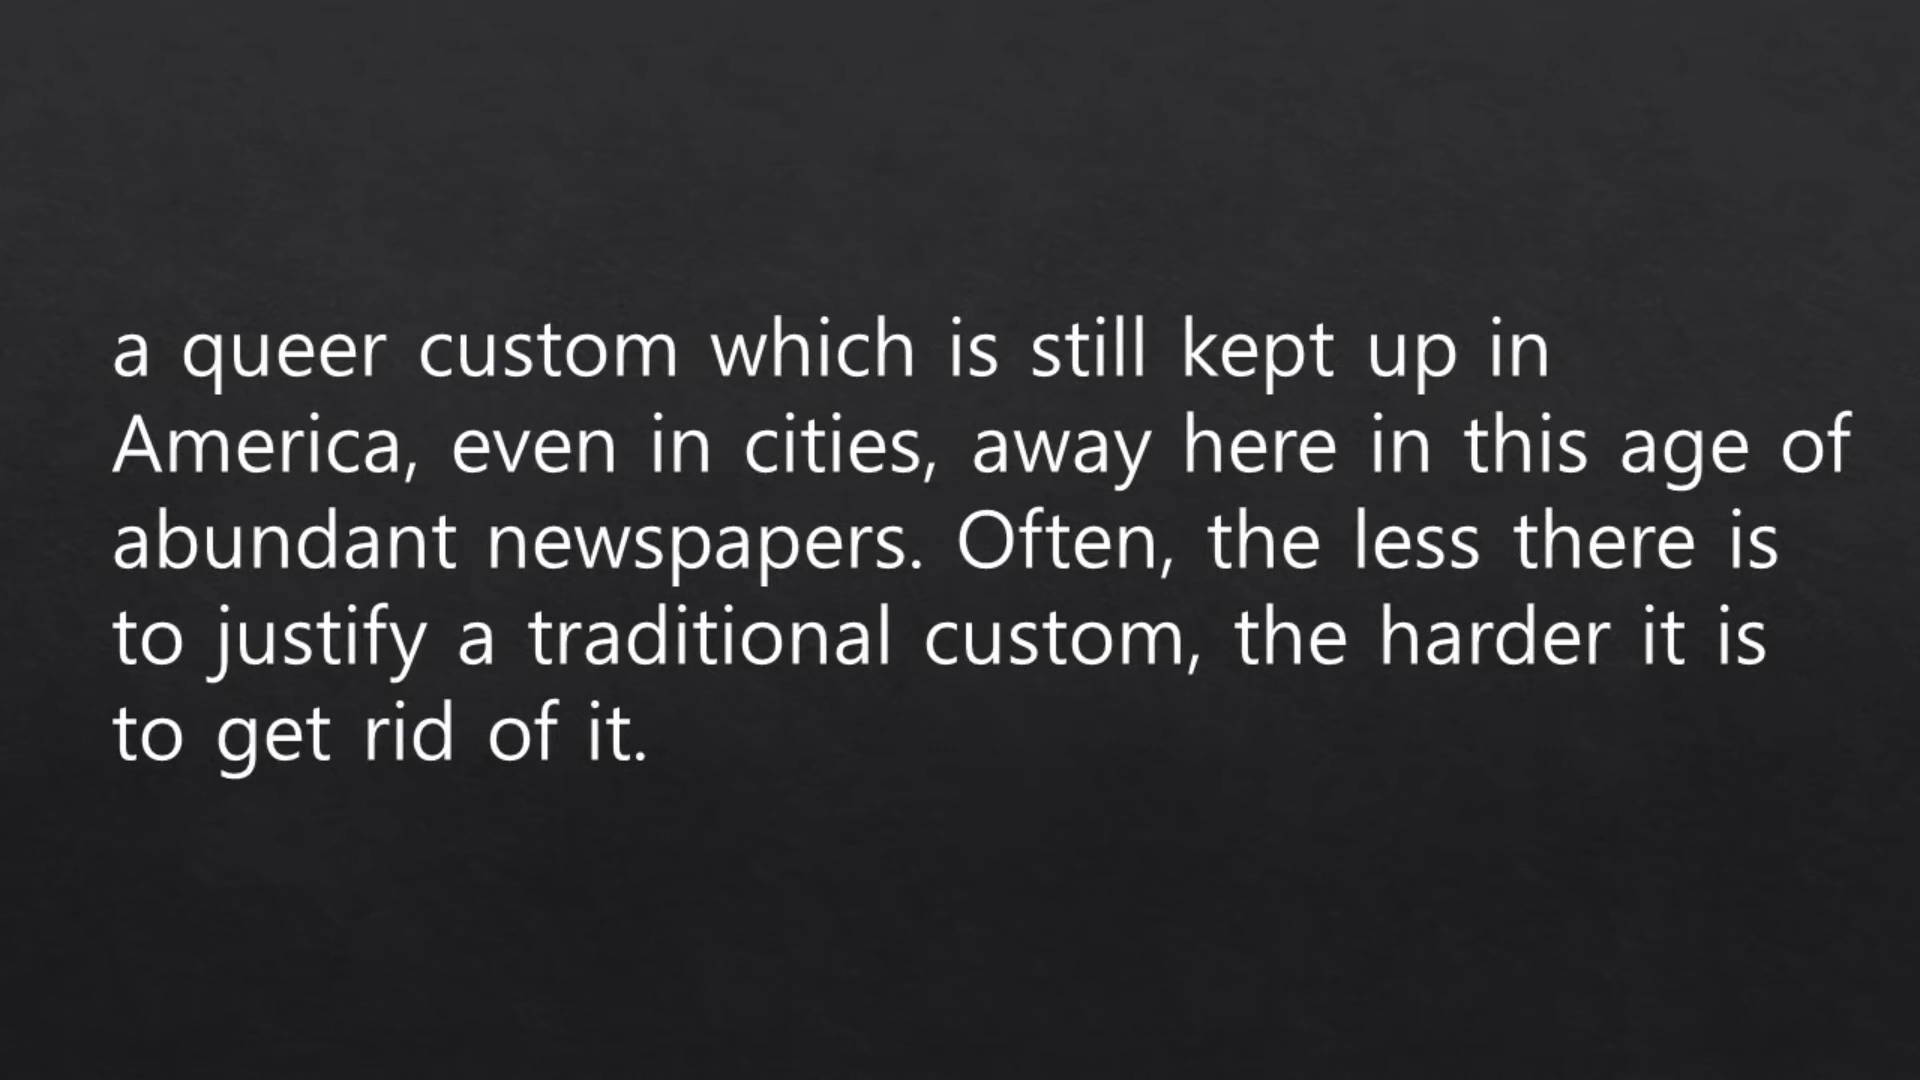 a queer custom which is still kept up in
America, even in cities, away here in this age of
abundant newspapers. Often, the less there is
to justify a traditional custom, the harder it is
to get rid of it.